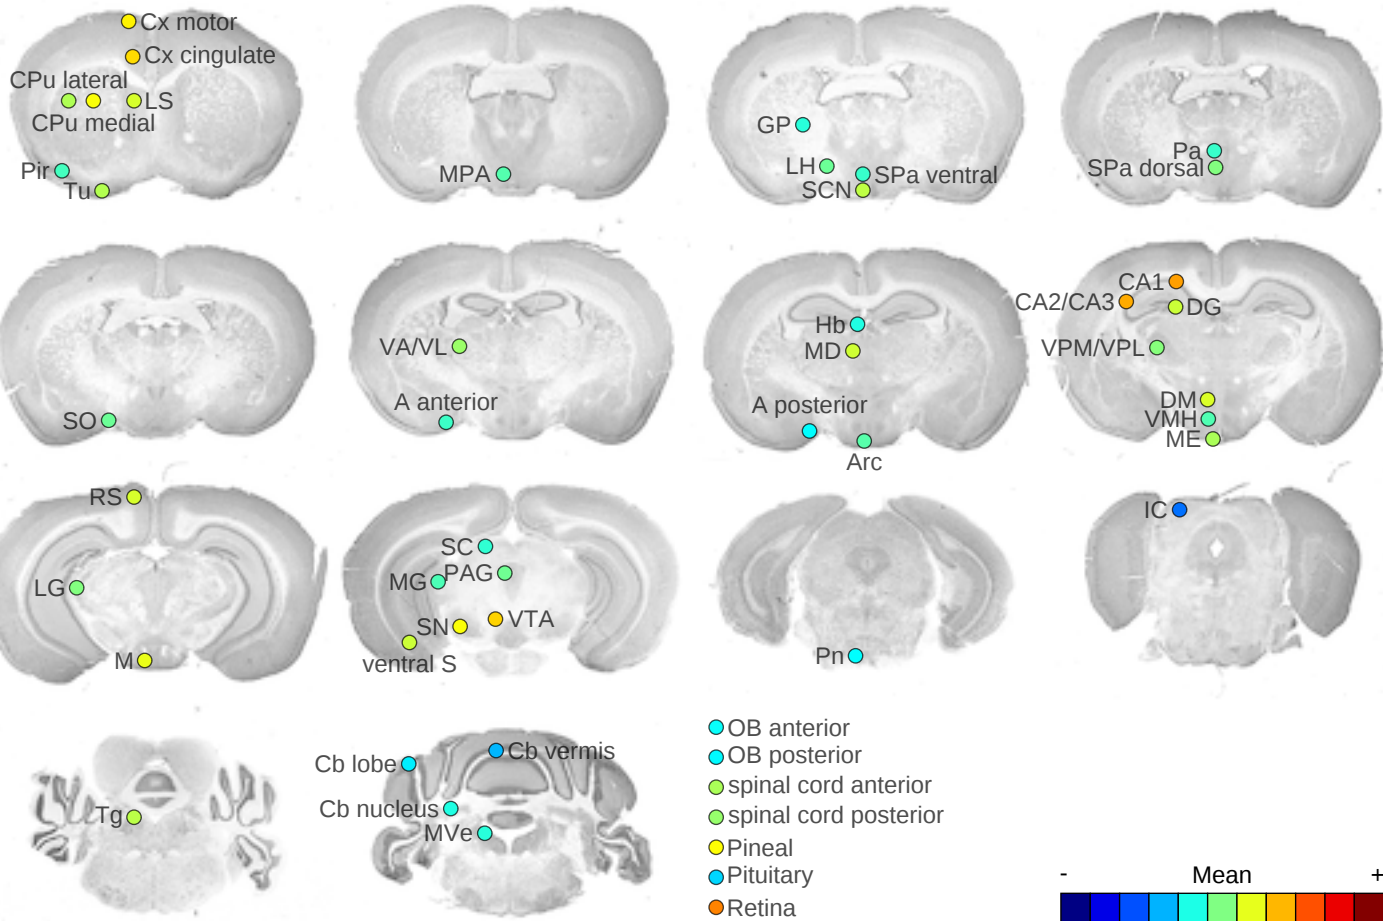 Cx motor
Cx cingulate
CPu lateral
LS
CPu medial
Pir
Tu
MPA
GP
LH
SPa ventral
SCN
Pa
SPa dorsal
SO
VA/VL
A anterior
Hb
MD
A posterior
Arc
CA1
CA2/CA3
DG
VPM/VPL
DM
VMH
ME
RS
LG
M
SC
MG
PAG
SN
VTA
ventral S
Pn
IC
Tg
Cb lobe
Cb vermis
Cb nucleus
MVe
OB anterior
OB posterior
spinal cord anterior
spinal cord posterior
Pineal
Pituitary
Retina
- Mean +